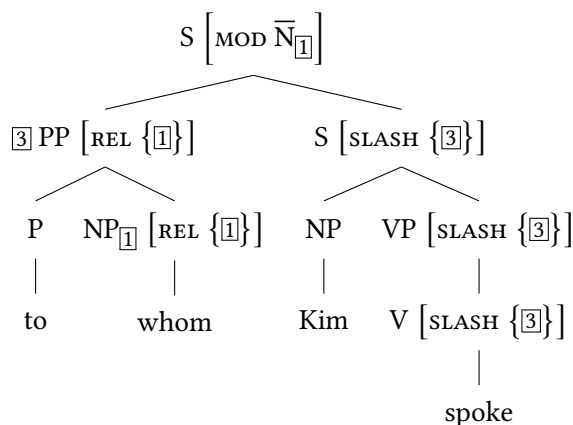 S [MOD N̅ 1]
3 PP [REL {1}] S [SLASH {3}]
P NP1 [REL {1}] NP VP [SLASH {3}]
to whom Kim V [SLASH {3}]
spoke